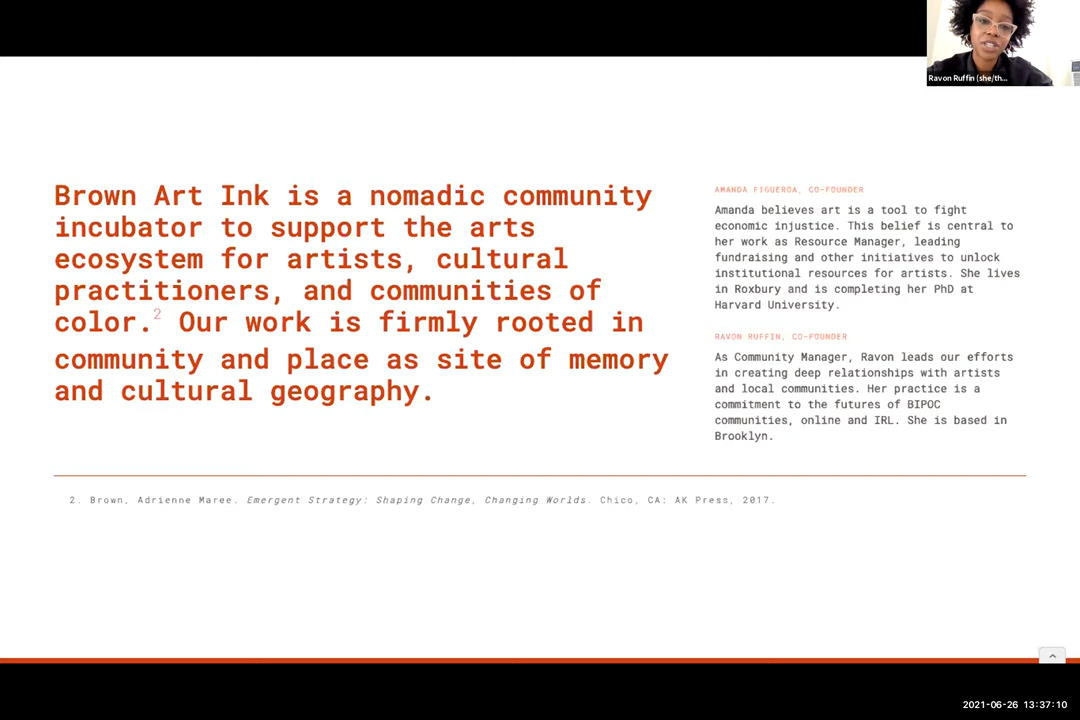 Ravon Ruffin (she/th...
Brown Art Ink is a nomadic community
incubator to support the arts
ecosystem for artists, cultural
practitioners, and communities of
color.2 Our work is firmly rooted in
community and place as site of memory
and cultural geography.
AMANDA FIGUEROA, CO-FOUNDER
Amanda believes art is a tool to fight
economic injustice. This belief is central to
her work as Resource Manager, leading
fundraising and other initiatives to unlock
institutional resources for artists. She lives
in Roxbury and is completing her PhD at
Harvard University.
RAVON RUFFIN, CO-FOUNDER
As Community Manager, Ravon leads our efforts
in creating deep relationships with artists
and local communities. Her practice is a
commitment to the futures of BIPOC
communities, online and IRL. She is based in
Brooklyn.
2. Brown, Adrienne Maree. Emergent Strategy: Shaping Change, Changing Worlds. Chico, CA: AK Press, 2017.
2021-06-26 13:37:10